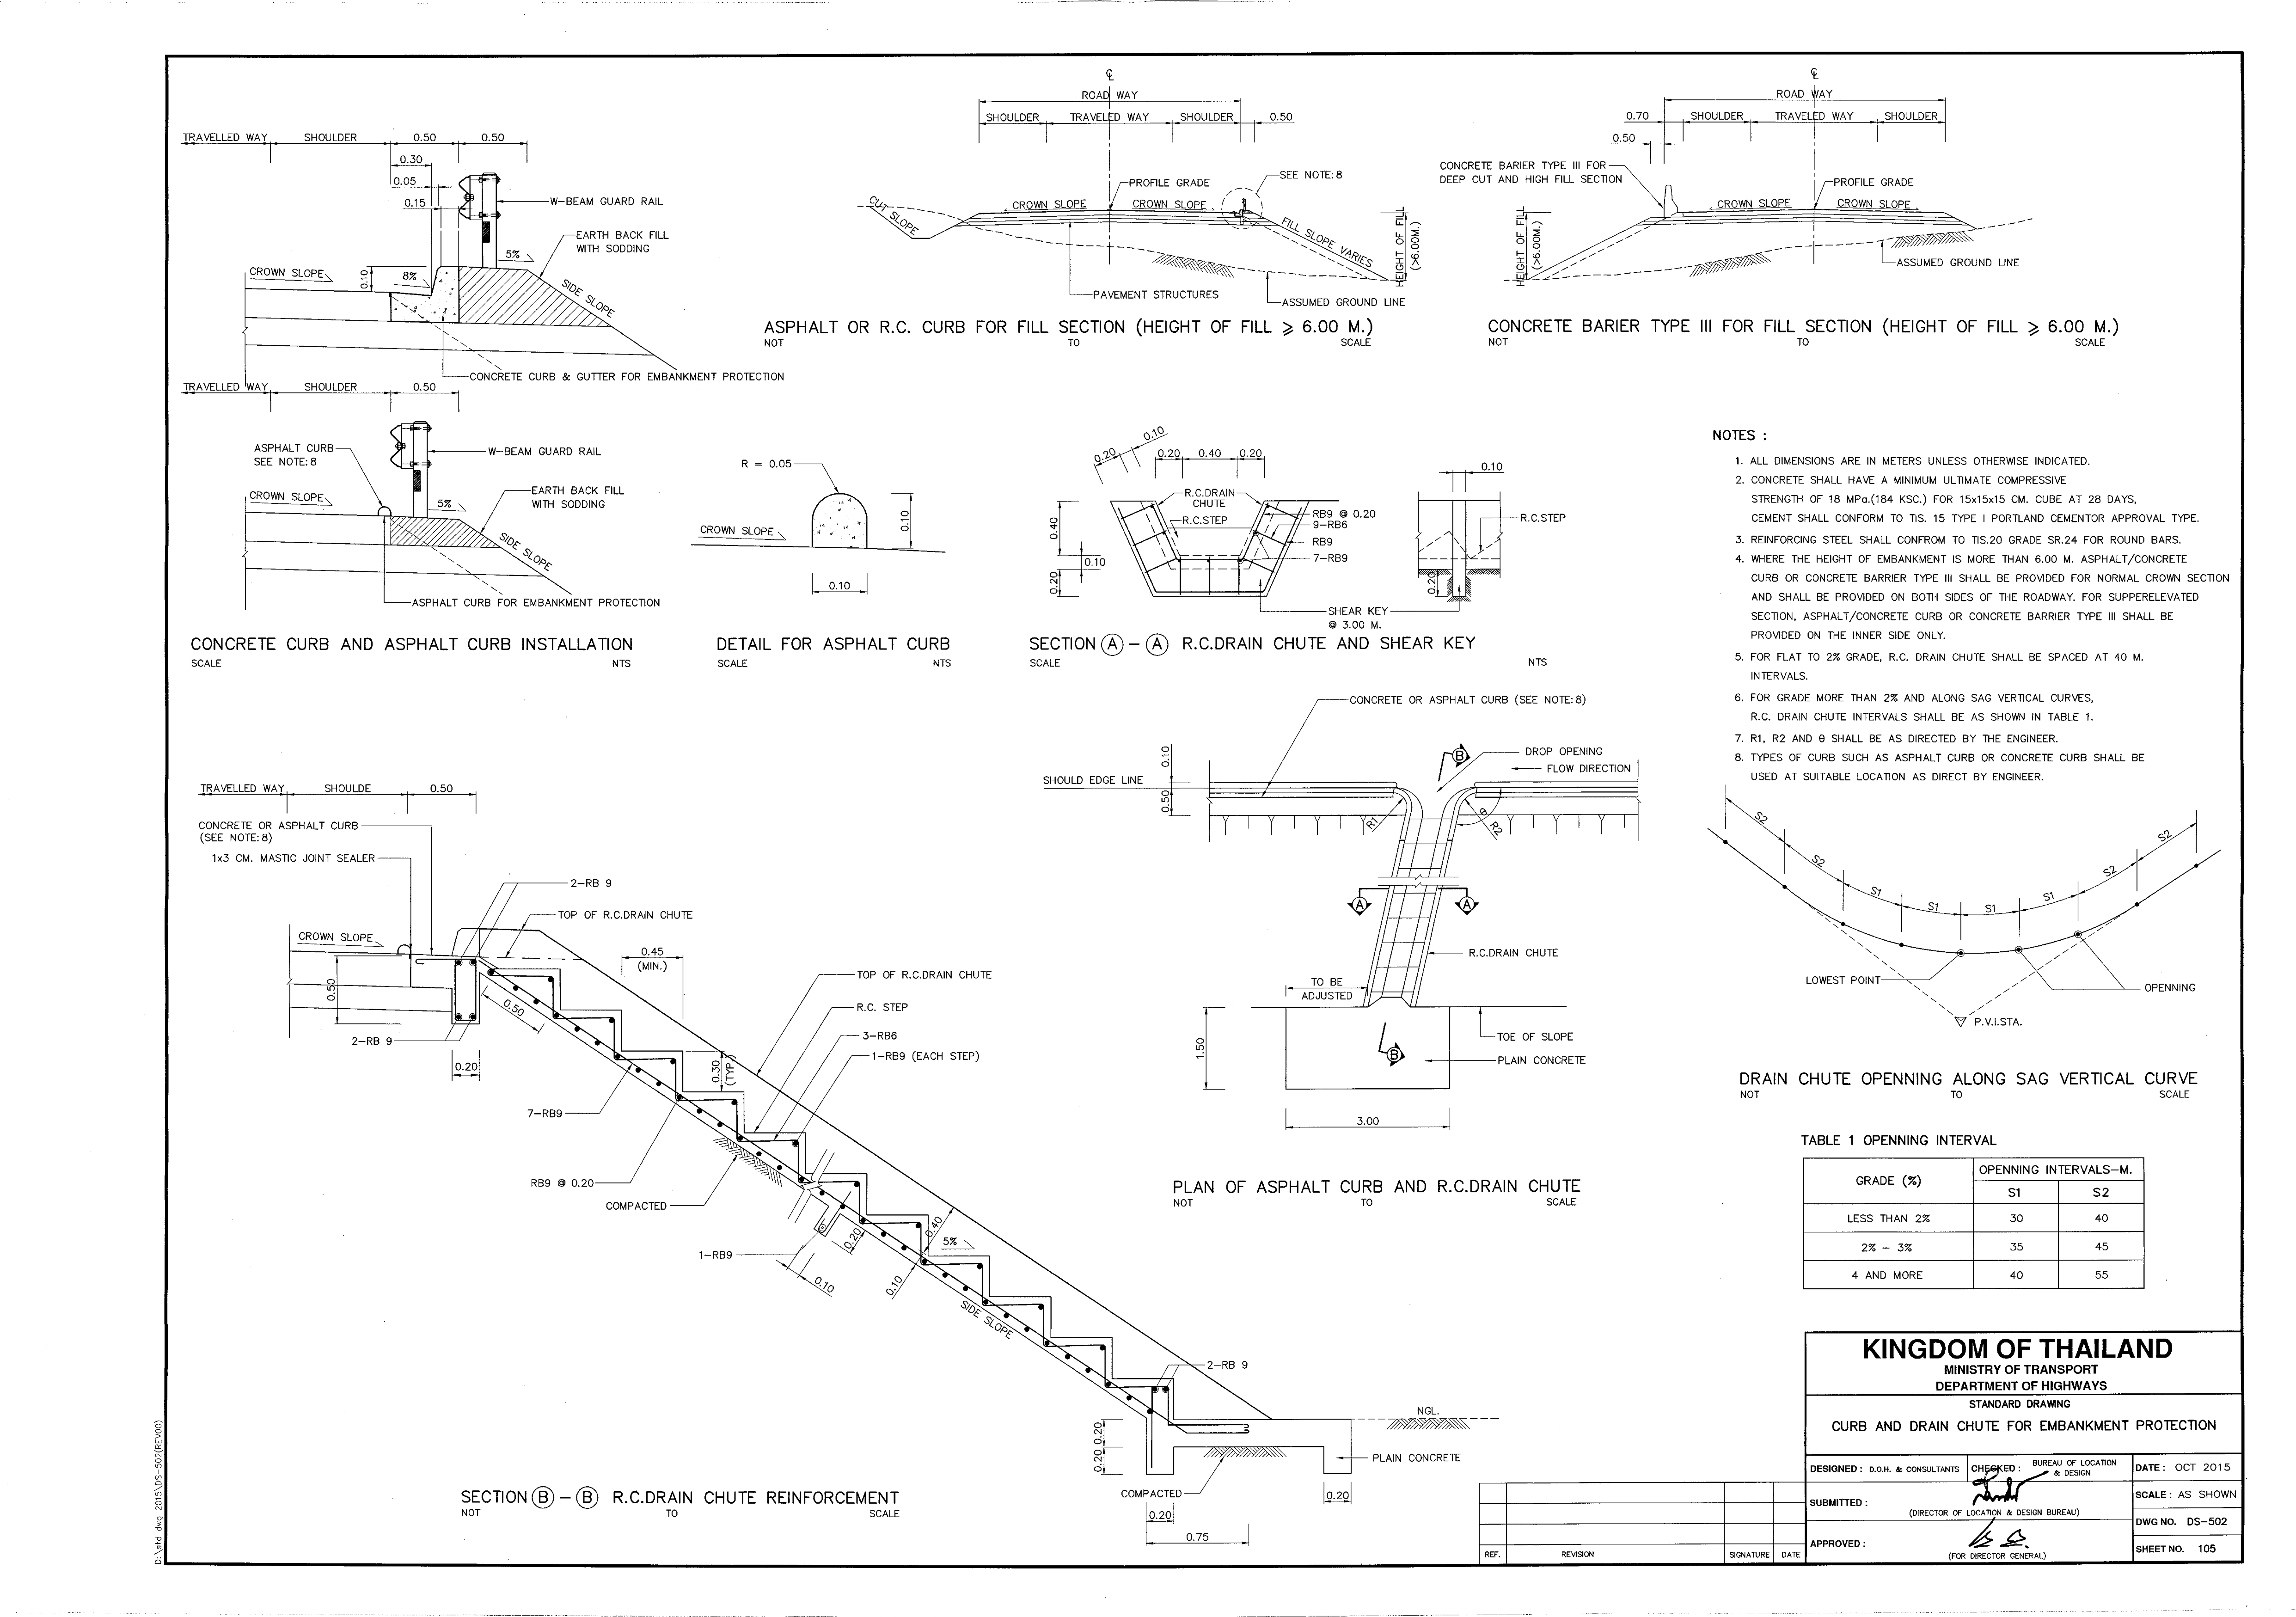 ℄
ROAD WAY
SHOULDER TRAVELED WAY SHOULDER 0.50
PROFILE GRADE
SEE NOTE:8
CUT SLOPE
CROWN SLOPE CROWN SLOPE
FILL SLOPE VARIES
HEIGHT OF FILL
(>6.00M.)
PAVEMENT STRUCTURES
ASSUMED GROUND LINE
ASPHALT OR R.C. CURB FOR FILL SECTION (HEIGHT OF FILL ⩾ 6.00 M.)
NOT TO SCALE
℄
ROAD WAY
0.70 SHOULDER TRAVELED WAY SHOULDER
0.50
CONCRETE BARIER TYPE III FOR
DEEP CUT AND HIGH FILL SECTION
PROFILE GRADE
CROWN SLOPE CROWN SLOPE
HEIGHT OF FILL
(>6.00M.)
ASSUMED GROUND LINE
CONCRETE BARIER TYPE III FOR FILL SECTION (HEIGHT OF FILL ⩾ 6.00 M.)
NOT TO SCALE
TRAVELLED WAY SHOULDER 0.50 0.50
0.30
0.05
0.15
W-BEAM GUARD RAIL
EARTH BACK FILL
WITH SODDING
5%
CROWN SLOPE
0.10
8%
SIDE SLOPE
CONCRETE CURB & GUTTER FOR EMBANKMENT PROTECTION
TRAVELLED WAY SHOULDER 0.50
ASPHALT CURB
SEE NOTE:8
W-BEAM GUARD RAIL
CROWN SLOPE
5%
EARTH BACK FILL
WITH SODDING
SIDE SLOPE
ASPHALT CURB FOR EMBANKMENT PROTECTION
CONCRETE CURB AND ASPHALT CURB INSTALLATION
SCALE NTS
R = 0.05
CROWN SLOPE
0.10
0.10
DETAIL FOR ASPHALT CURB
SCALE NTS
0.10
0.20
0.20 0.40 0.20
R.C.DRAIN
CHUTE
R.C.STEP
RB9 @ 0.20
9-RB6
RB9
7-RB9
0.40
0.10
0.20
0.10
R.C.STEP
0.20
SHEAR KEY
@ 3.00 M.
SECTION A - A R.C.DRAIN CHUTE AND SHEAR KEY
SCALE NTS
NOTES :
1. ALL DIMENSIONS ARE IN METERS UNLESS OTHERWISE INDICATED.
2. CONCRETE SHALL HAVE A MINIMUM ULTIMATE COMPRESSIVE
STRENGTH OF 18 MPa.(184 KSC.) FOR 15x15x15 CM. CUBE AT 28 DAYS,
CEMENT SHALL CONFORM TO TIS. 15 TYPE I PORTLAND CEMENTOR APPROVAL TYPE.
3. REINFORCING STEEL SHALL CONFROM TO TIS.20 GRADE SR.24 FOR ROUND BARS.
4. WHERE THE HEIGHT OF EMBANKMENT IS MORE THAN 6.00 M. ASPHALT/CONCRETE
CURB OR CONCRETE BARRIER TYPE III SHALL BE PROVIDED FOR NORMAL CROWN SECTION
AND SHALL BE PROVIDED ON BOTH SIDES OF THE ROADWAY. FOR SUPPERELEVATED
SECTION, ASPHALT/CONCRETE CURB OR CONCRETE BARRIER TYPE III SHALL BE
PROVIDED ON THE INNER SIDE ONLY.
5. FOR FLAT TO 2% GRADE, R.C. DRAIN CHUTE SHALL BE SPACED AT 40 M.
INTERVALS.
6. FOR GRADE MORE THAN 2% AND ALONG SAG VERTICAL CURVES,
R.C. DRAIN CHUTE INTERVALS SHALL BE AS SHOWN IN TABLE 1.
7. R1, R2 AND θ SHALL BE AS DIRECTED BY THE ENGINEER.
8. TYPES OF CURB SUCH AS ASPHALT CURB OR CONCRETE CURB SHALL BE
USED AT SUITABLE LOCATION AS DIRECT BY ENGINEER.
CONCRETE OR ASPHALT CURB (SEE NOTE:8)
B
DROP OPENING
FLOW DIRECTION
SHOULD EDGE LINE
0.10
0.50
R1
θ
R2
A A
R.C.DRAIN CHUTE
TO BE
ADJUSTED
1.50
B
TOE OF SLOPE
PLAIN CONCRETE
3.00
PLAN OF ASPHALT CURB AND R.C.DRAIN CHUTE
NOT TO SCALE
S2 S2 S1 S1 S1 S1 S2 S2
LOWEST POINT
OPENNING
P.V.I.STA.
DRAIN CHUTE OPENNING ALONG SAG VERTICAL CURVE
NOT TO SCALE
TABLE 1 OPENNING INTERVAL
GRADE (%) OPENNING INTERVALS-M.
S1 S2
LESS THAN 2% 30 40
2% - 3% 35 45
4 AND MORE 40 55
TRAVELLED WAY SHOULDE 0.50
CONCRETE OR ASPHALT CURB
(SEE NOTE:8)
1x3 CM. MASTIC JOINT SEALER
2-RB 9
TOP OF R.C.DRAIN CHUTE
CROWN SLOPE
0.45
(MIN.)
0.50
0.50
TOP OF R.C.DRAIN CHUTE
R.C. STEP
3-RB6
1-RB9 (EACH STEP)
2-RB 9
0.20
0.30
(TYP.)
7-RB9
RB9 @ 0.20
COMPACTED
1-RB9
0.20
0.10
0.40
5%
0.10
SIDE SLOPE
2-RB 9
NGL.
0.20
0.20
PLAIN CONCRETE
COMPACTED
0.20
0.20
0.75
SECTION B - B R.C.DRAIN CHUTE REINFORCEMENT
NOT TO SCALE
D:\std dwg 2015\DS-502(REV00)
REF. REVISION SIGNATURE DATE
KINGDOM OF THAILAND
MINISTRY OF TRANSPORT
DEPARTMENT OF HIGHWAYS
STANDARD DRAWING
CURB AND DRAIN CHUTE FOR EMBANKMENT PROTECTION
DESIGNED : D.O.H. & CONSULTANTS CHECKED : BUREAU OF LOCATION
& DESIGN
DATE : OCT 2015
SUBMITTED :
(DIRECTOR OF LOCATION & DESIGN BUREAU)
SCALE : AS SHOWN
DWG NO. DS-502
APPROVED :
(FOR DIRECTOR GENERAL)
SHEET NO. 105